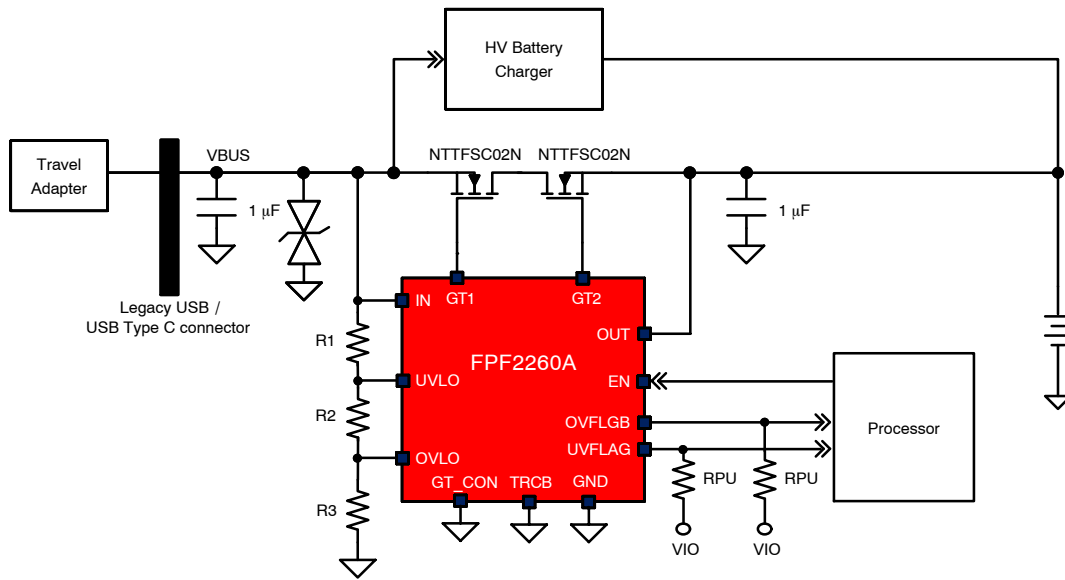 HV Battery
Charger
Travel
Adapter
VBUS
NTTFSC02N
NTTFSC02N
1 μF
1 μF
Legacy USB /
USB Type C connector
GT1
GT2
IN
OUT
R1
FPF2260A
UVLO
EN
R2
OVFLGB
Processor
UVFLAG
OVLO
GT_CON
TRCB
GND
RPU
RPU
R3
VIO
VIO